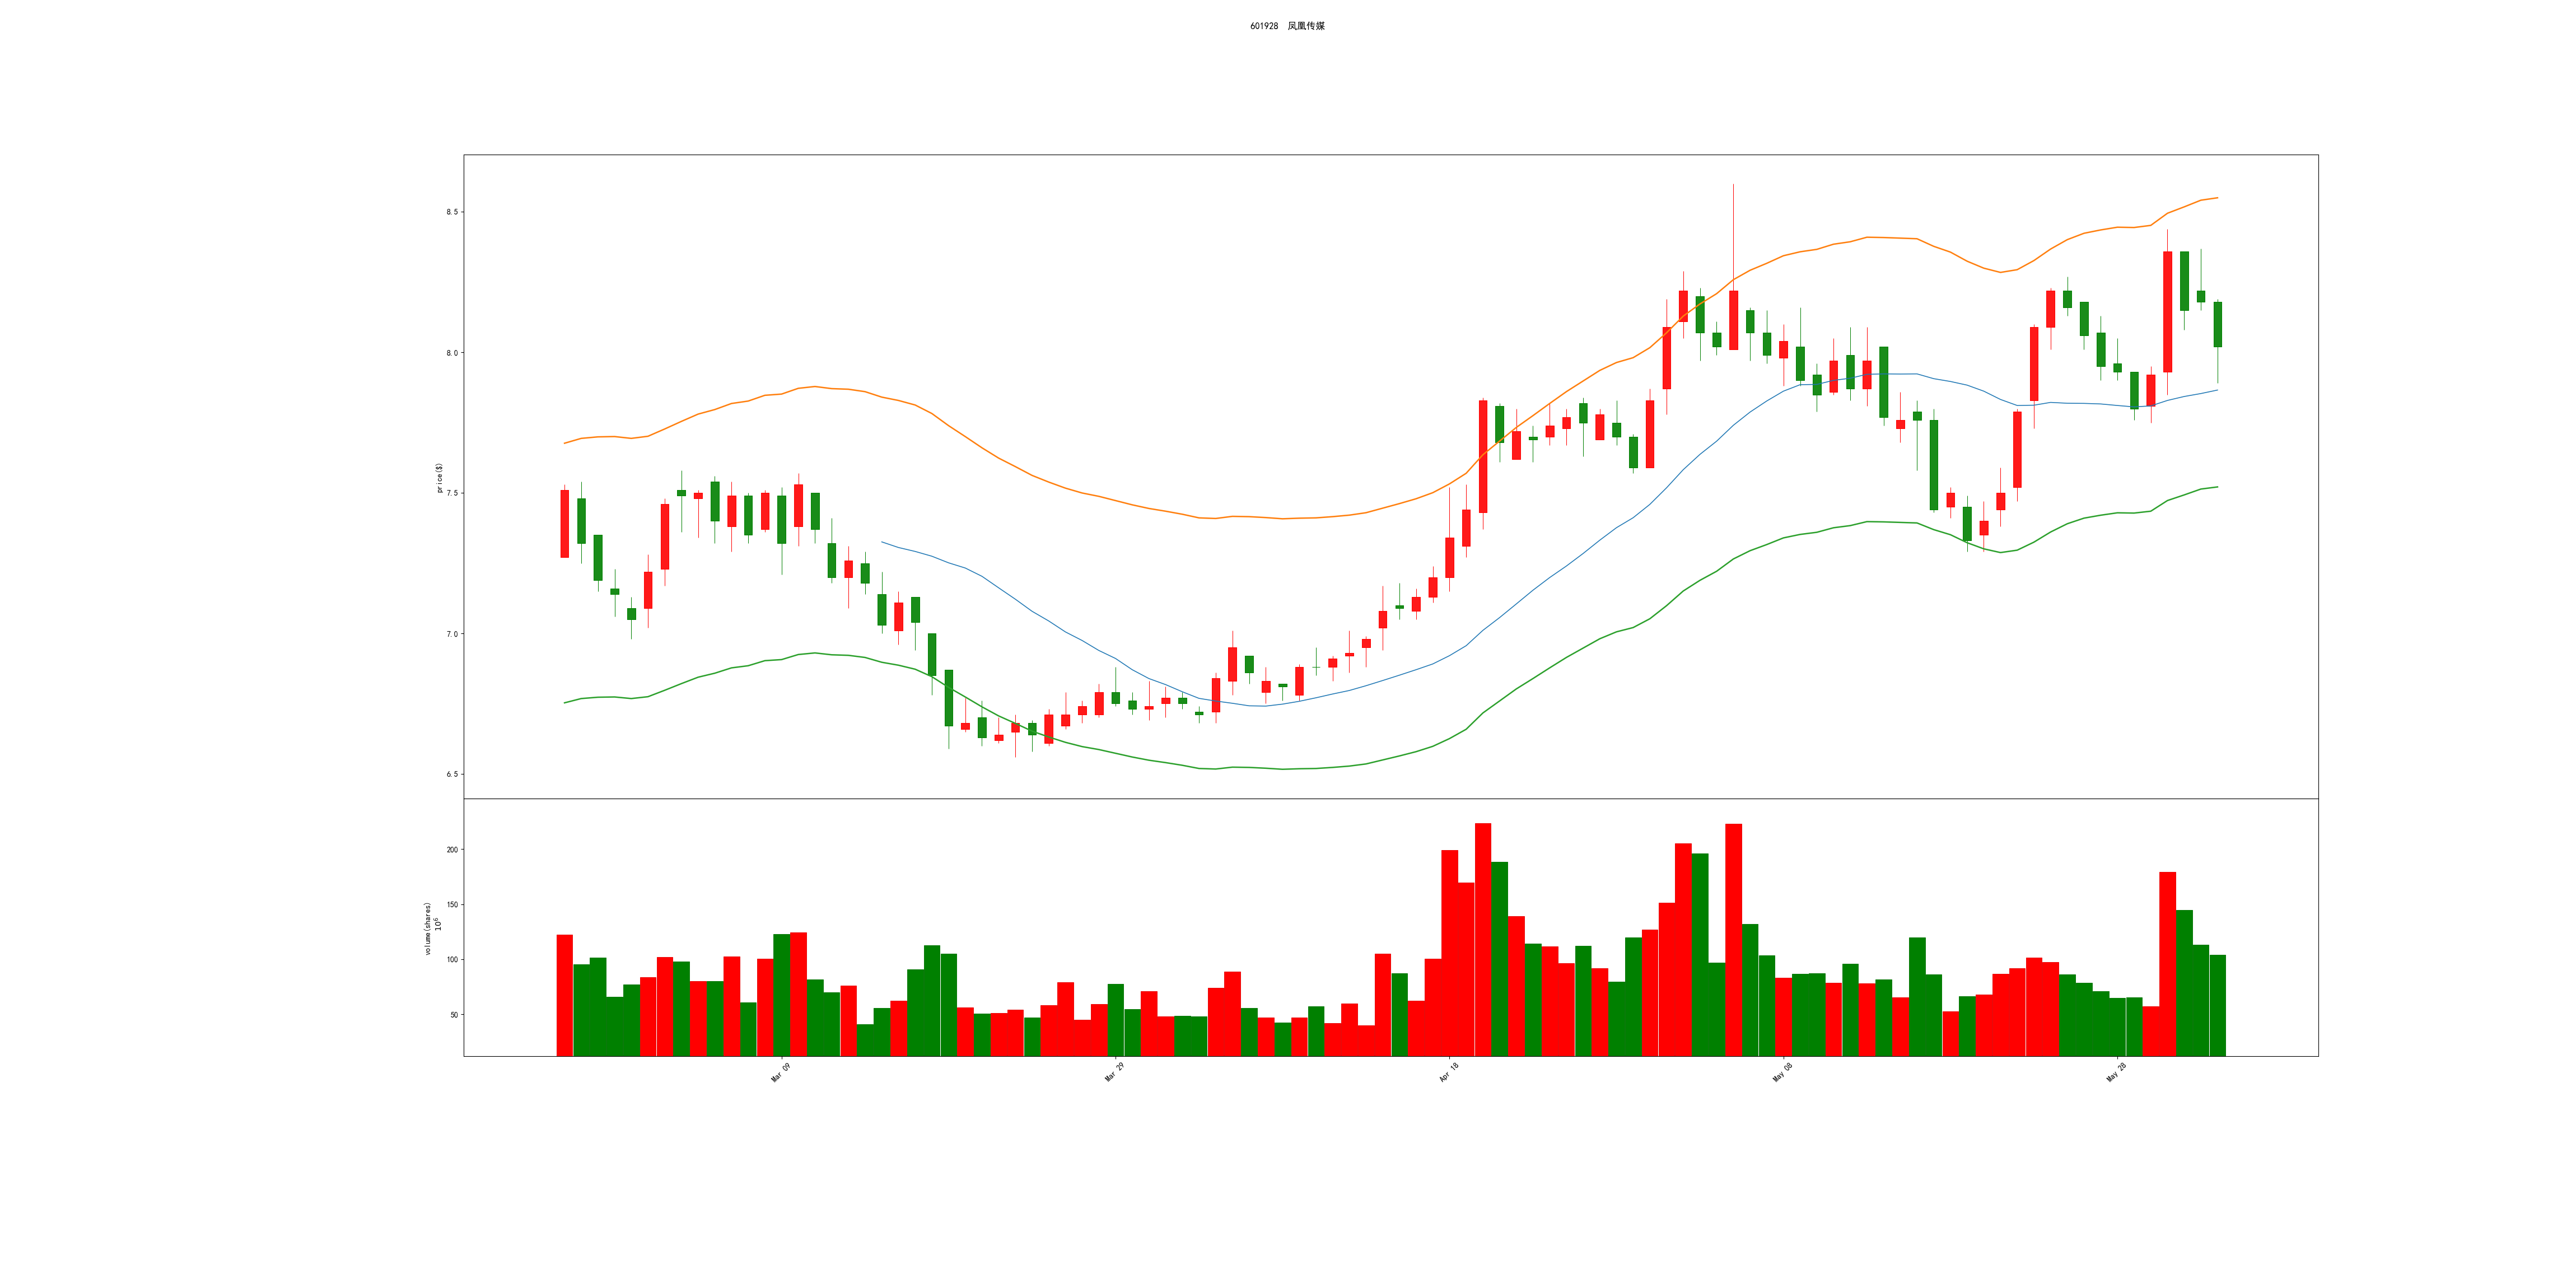 601928 凤凰传媒
8.5
8.0
7.5
7.0
6.5
price($)
200
150
100
50
volume(shares)
10^6
Mar 09
Mar 29
Apr 18
May 08
May 28